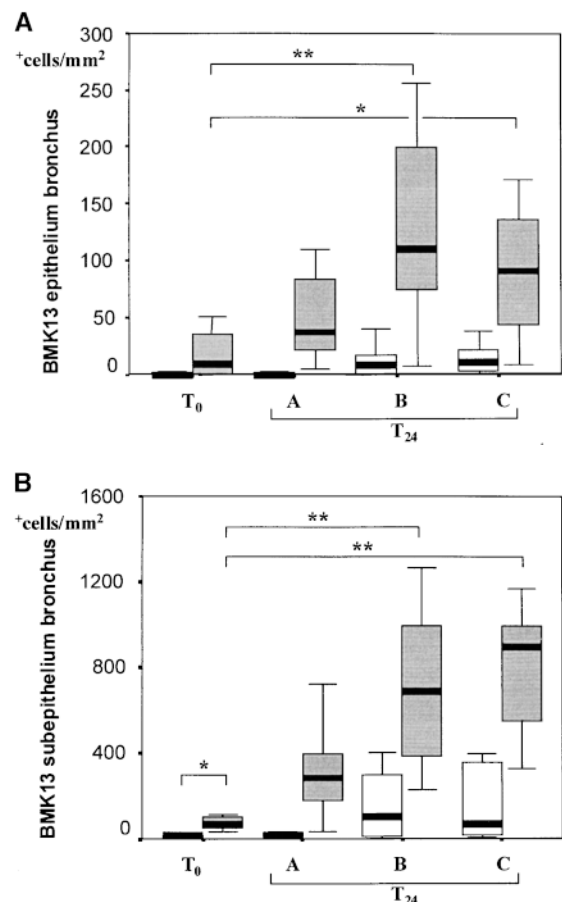 A
300
+cells/mm²
**
250
*
200
BMK13 epithelium bronchus
150
100
50
0
T₀ A B C
T₂₄
B
1600
+cells/mm²
**
**
1200
BMK13 subepithelium bronchus
800
400
*
0
T₀ A B C
T₂₄